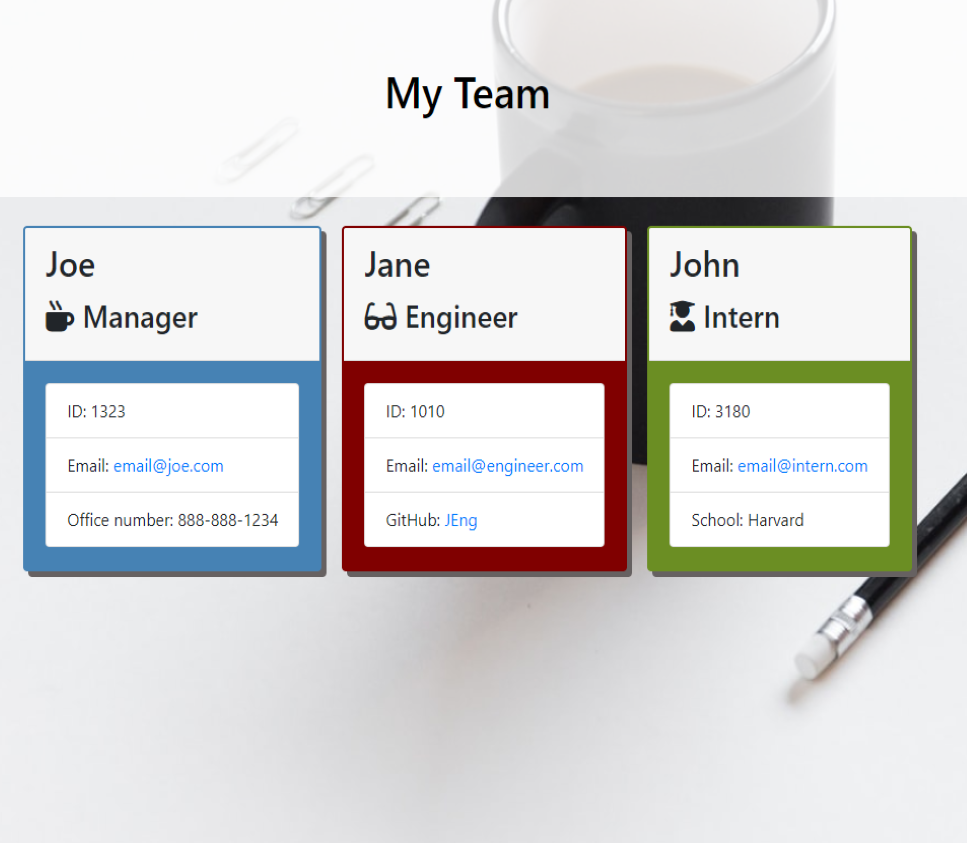 My Team
Joe
Manager
ID: 1323
Email: email@joe.com
Office number: 888-888-1234
Jane
Engineer
ID: 1010
Email: email@engineer.com
GitHub: JEng
John
Intern
ID: 3180
Email: email@intern.com
School: Harvard